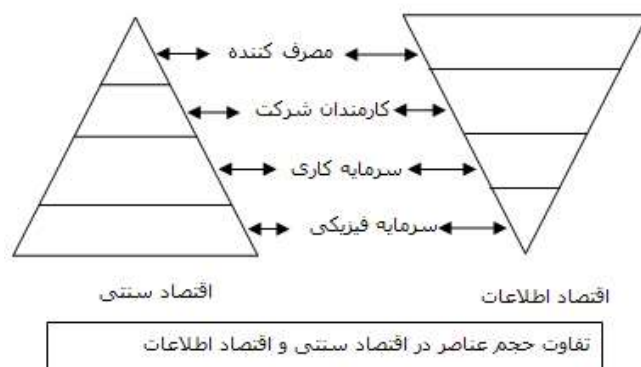 مصرف کننده
کارمندان شرکت
سرمایه کاری
سرمایه فیزیکی
اقتصاد اطلاعات
اقتصاد سنتی
تفاوت حجم عناصر در اقتصاد سنتی و اقتصاد اطلاعات